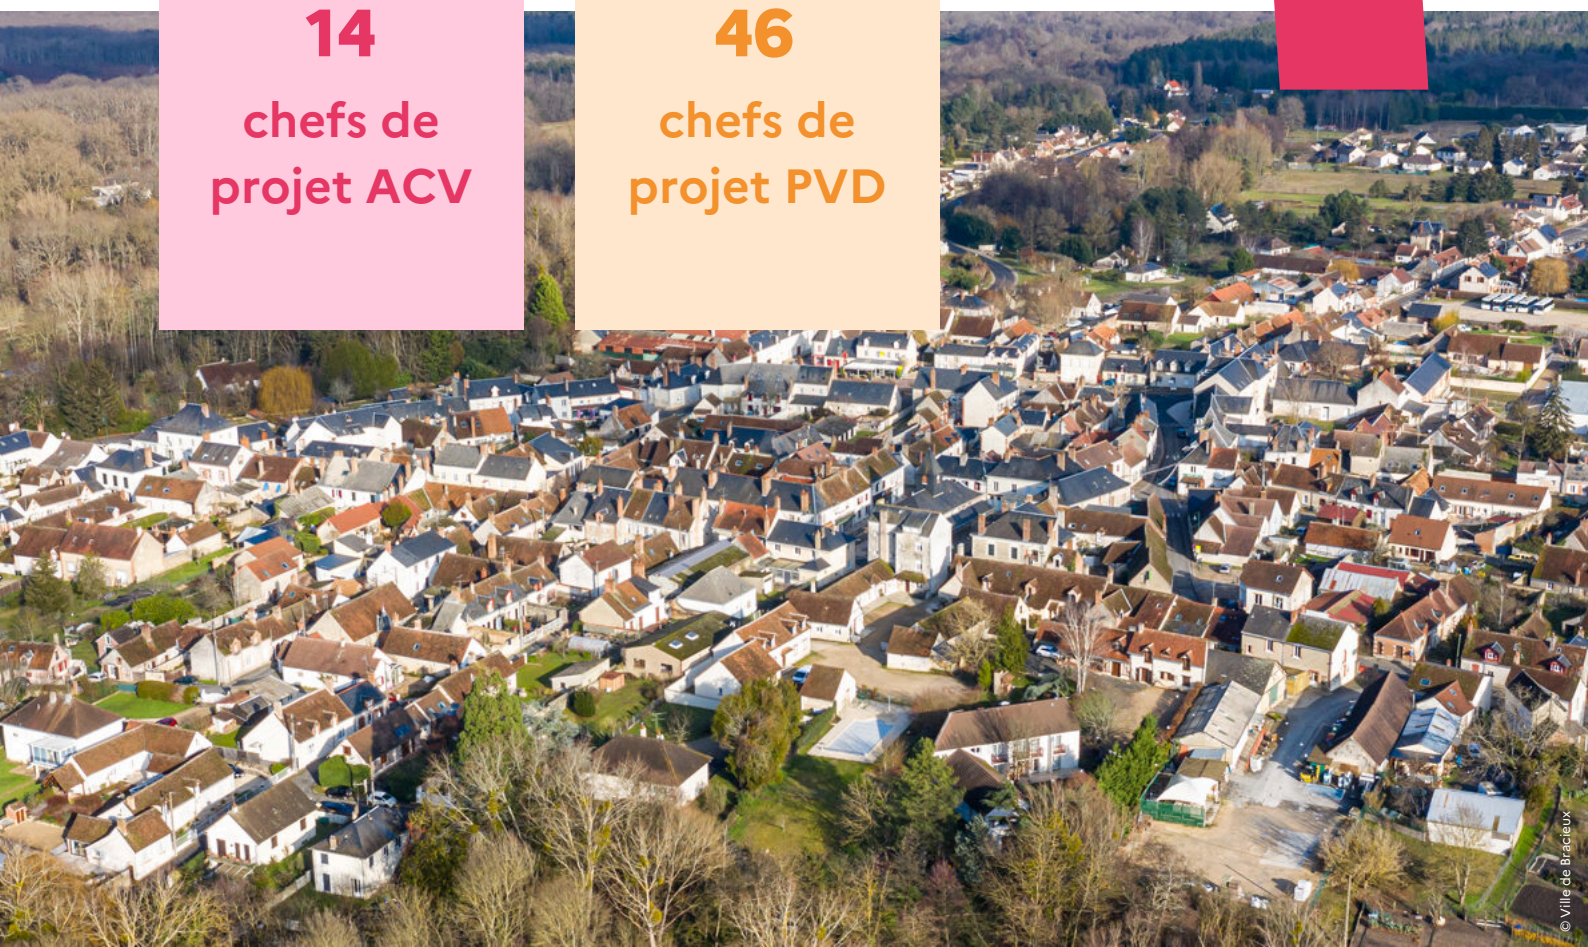 14
chefs de
projet ACV
46
chefs de
projet PVD
© Ville de Bracieux